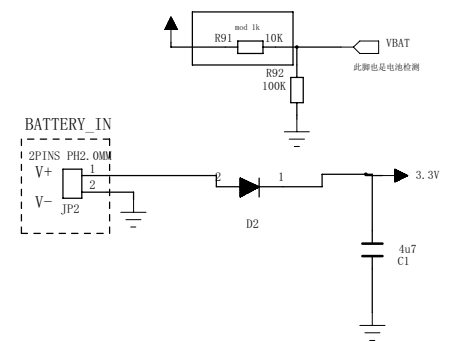 mod 1k
R91 10K
VBAT
此脚也是电池检测
R92
100K
BATTERY_IN
2PINS PH2.0MM
V+ 1
2
V-
JP2
2 1
D2
3.3V
4u7
C1